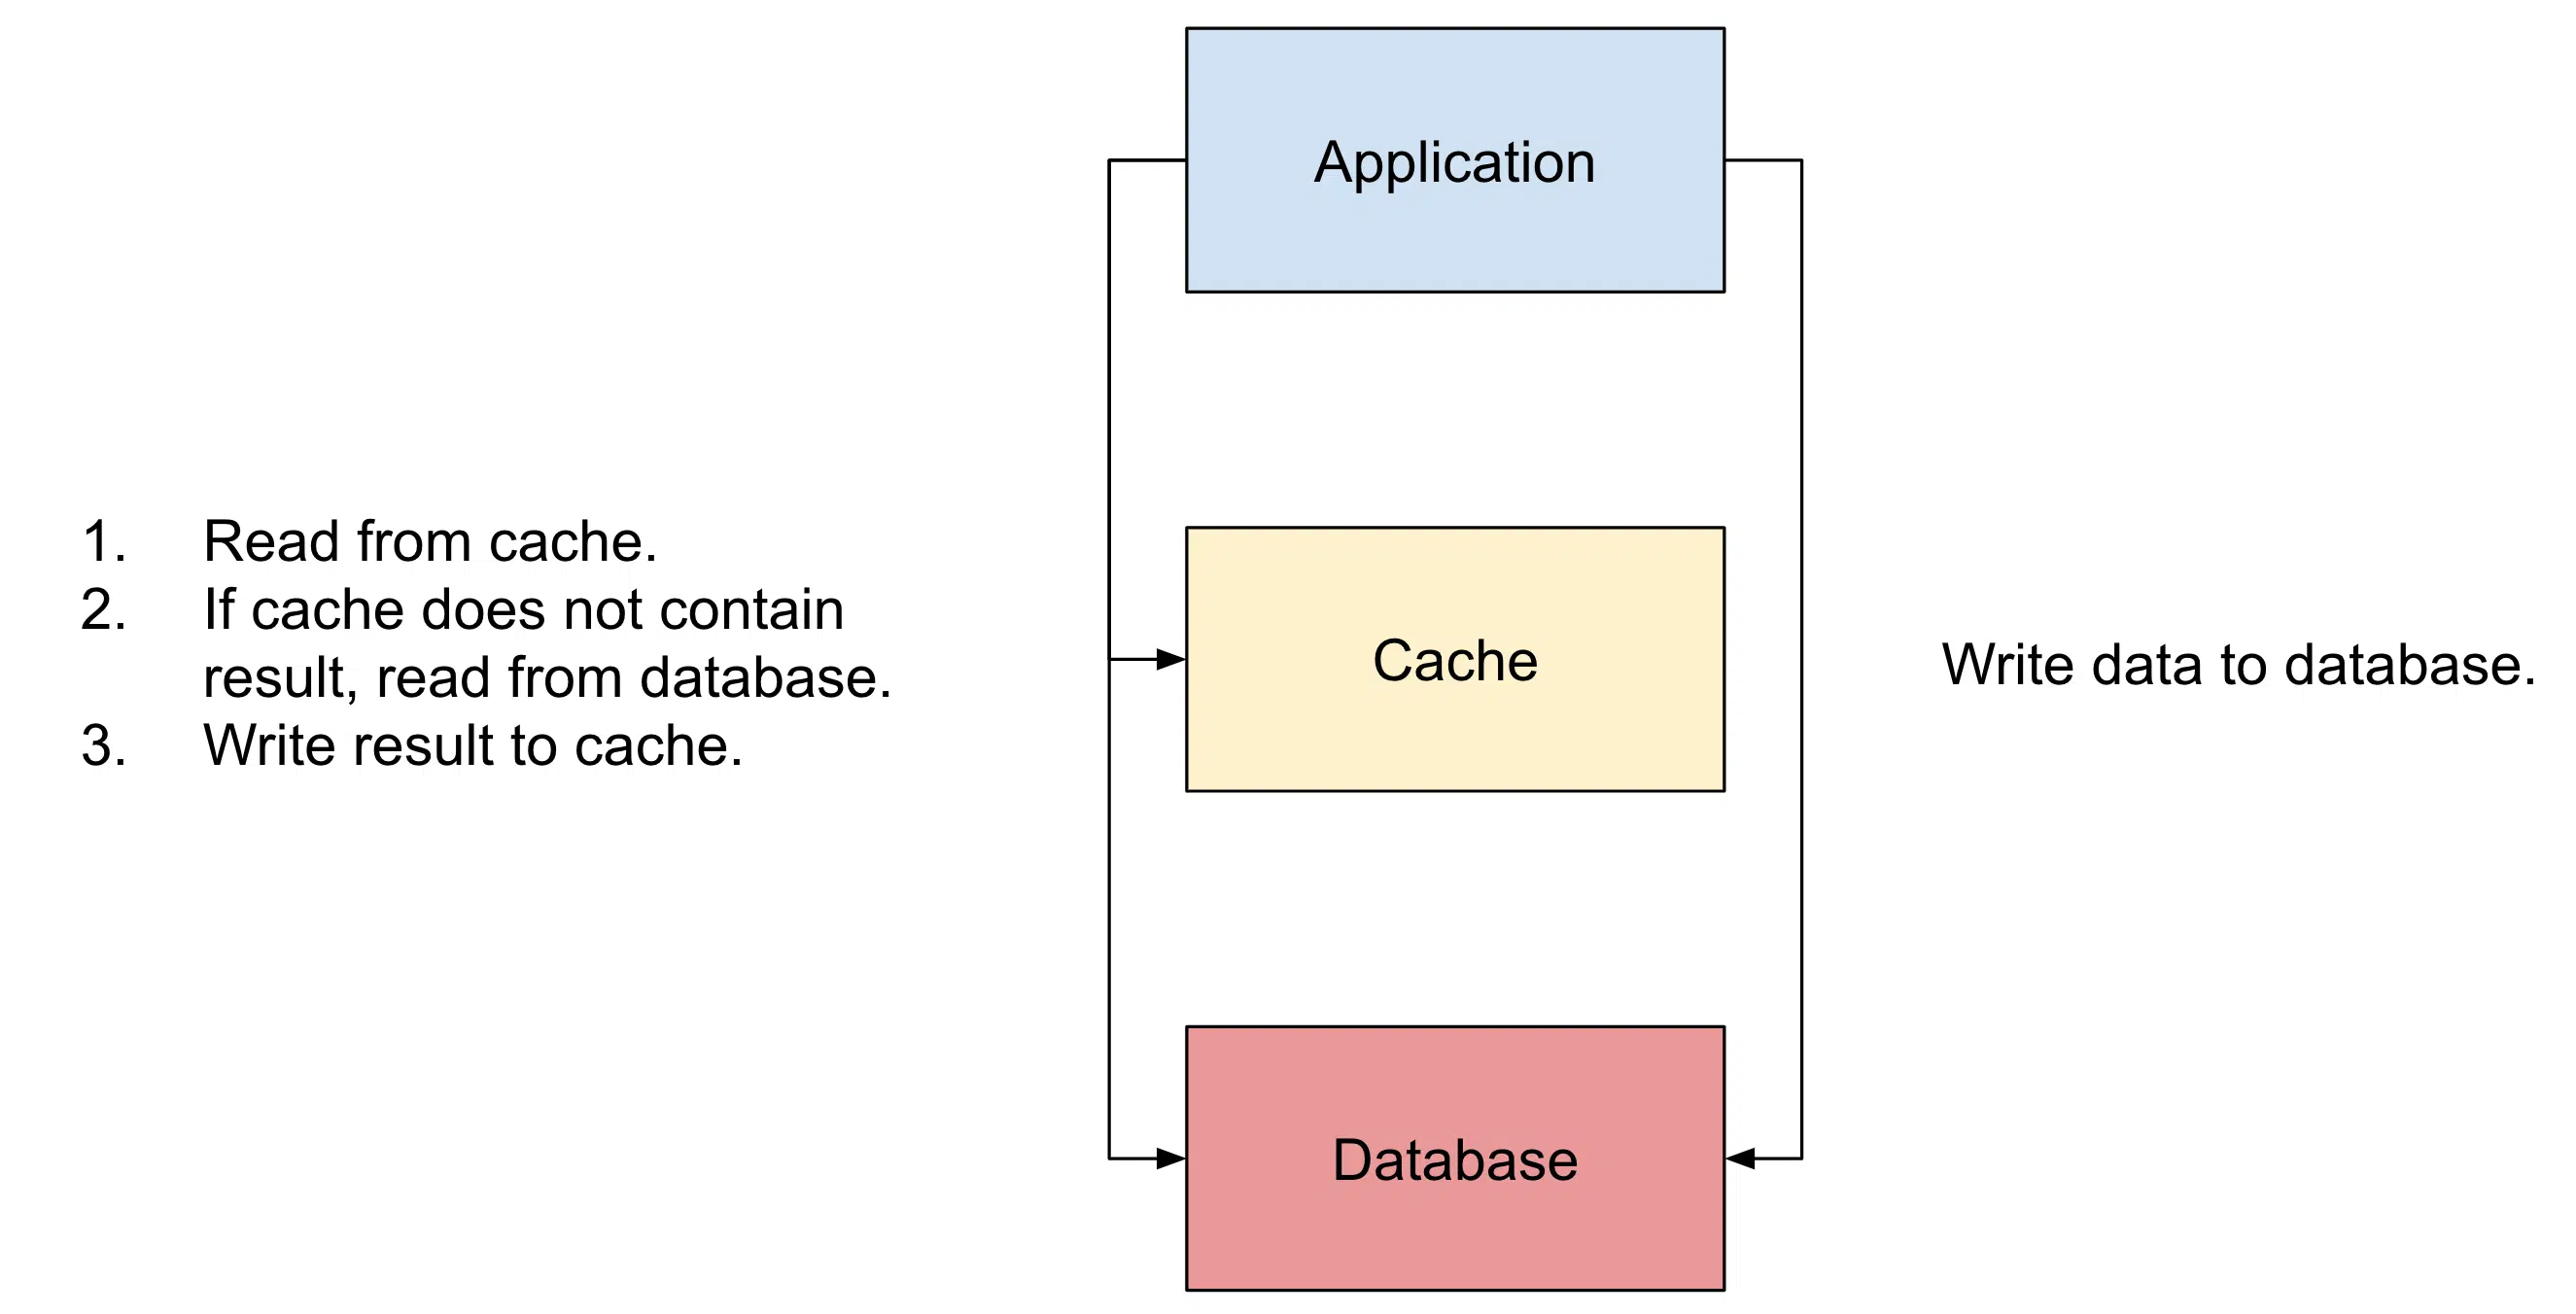 Application
1. Read from cache.
2. If cache does not contain
result, read from database.
3. Write result to cache.
Cache
Write data to database.
Database